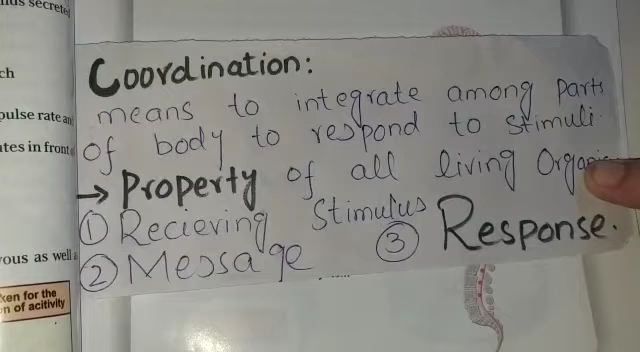 secreted
ch
pulse rate an
ates in front
ous as well
ken for the
n of acitivity
Coordination:
means to integrate among parts
of body to respond to stimuli.
→ Property of all living Organis
① Recieving Stimulus
② Message ③ Response.